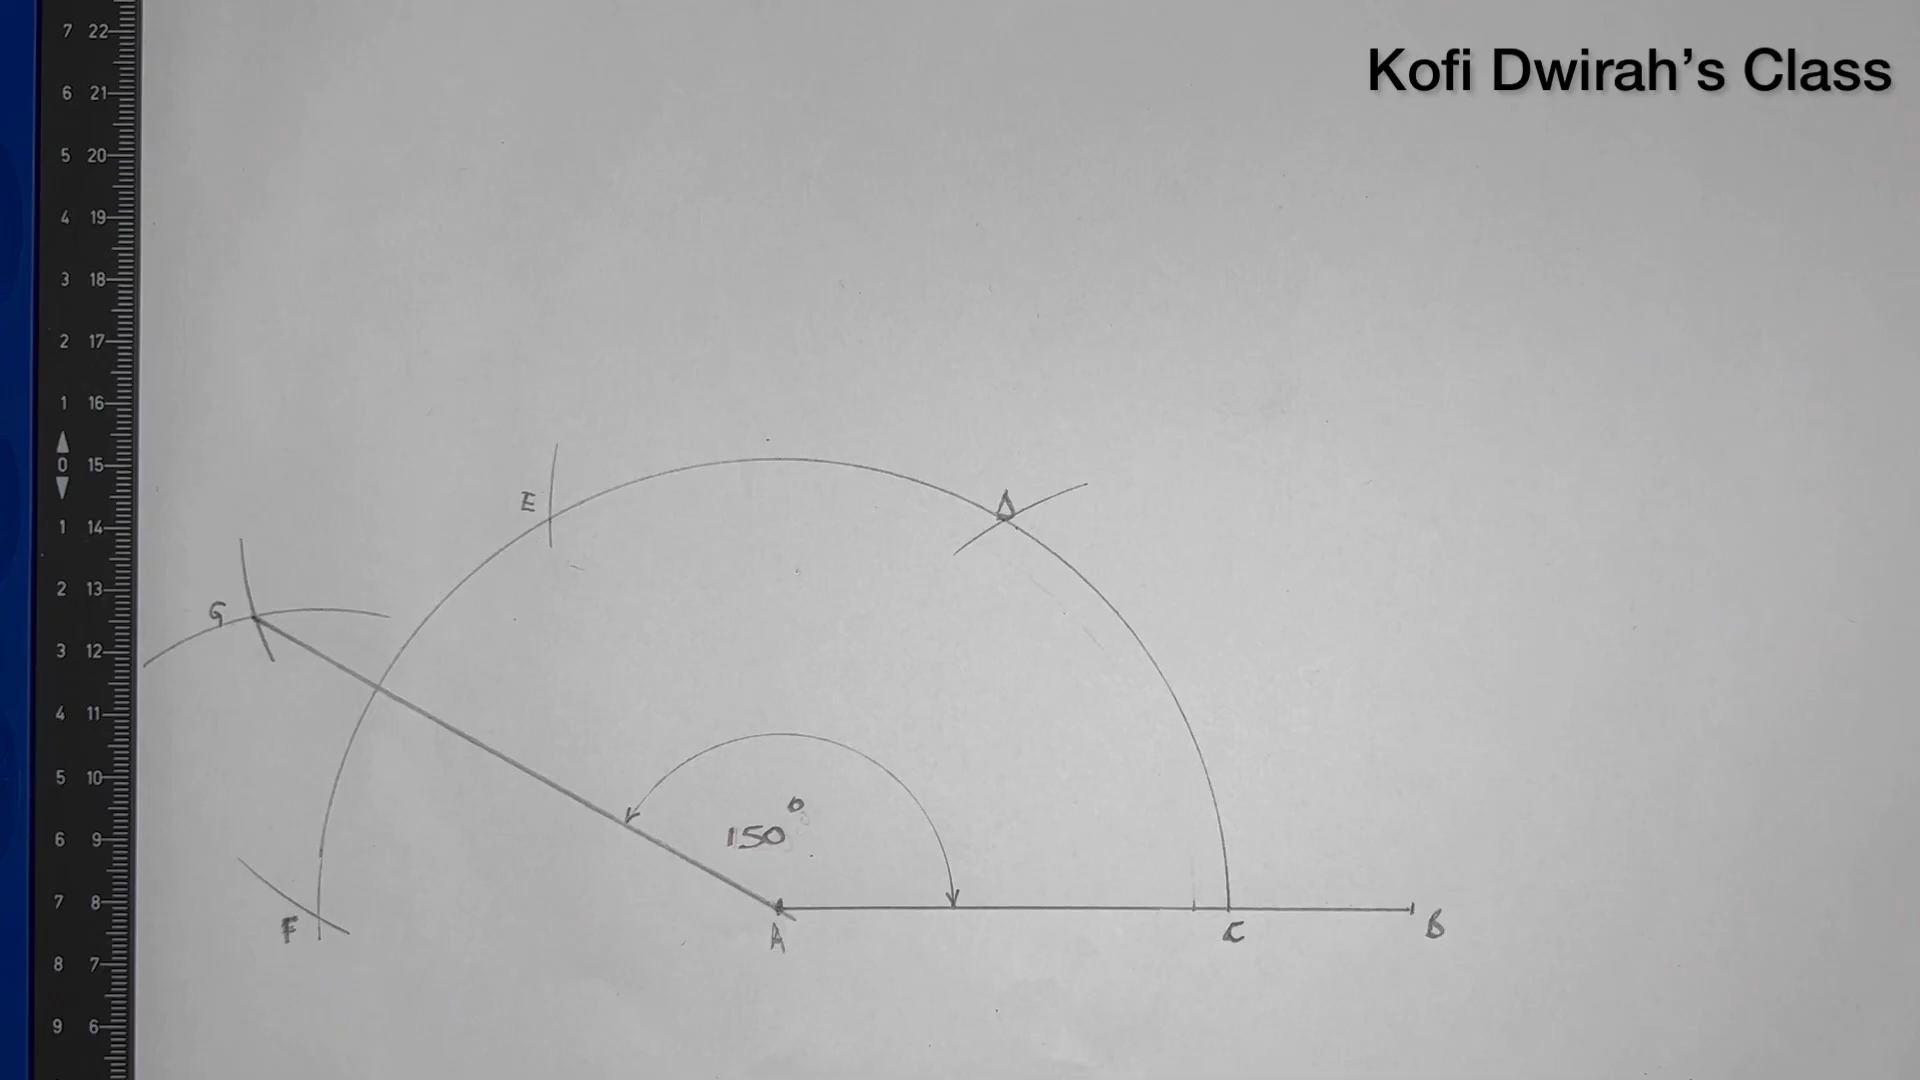 Kofi Dwirah’s Class
7 22
6 21
5 20
4 19
3 18
2 17
1 16
0 15
1 14
2 13
3 12
4 11
5 10
6 9
7 8
8 7
9 6
E
D
G
150°
F
A
C
B